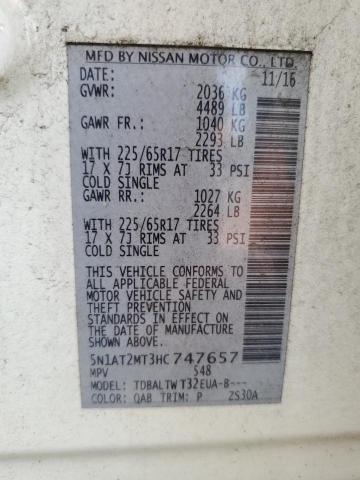 MFD BY NISSAN MOTOR CO., LTD.
DATE: 11/16
GVWR: 2036 KG
4489 LB
GAWR FR.: 1040 KG
2293 LB
WITH 225/65R17 TIRES
17 X 7J RIMS AT 33 PSI
COLD SINGLE
GAWR RR.: 1027 KG
2264 LB
WITH 225/65R17 TIRES
17 X 7J RIMS AT 33 PSI
COLD SINGLE
THIS VEHICLE CONFORMS TO
ALL APPLICABLE FEDERAL
MOTOR VEHICLE SAFETY AND
THEFT PREVENTION
STANDARDS IN EFFECT ON
THE DATE OF MANUFACTURE
SHOWN ABOVE.
5N1AT2MT3HC747657
MPV 548
MODEL: TDBALTW T32EUA-B---
COLOR: QAB TRIM: P 2S30A